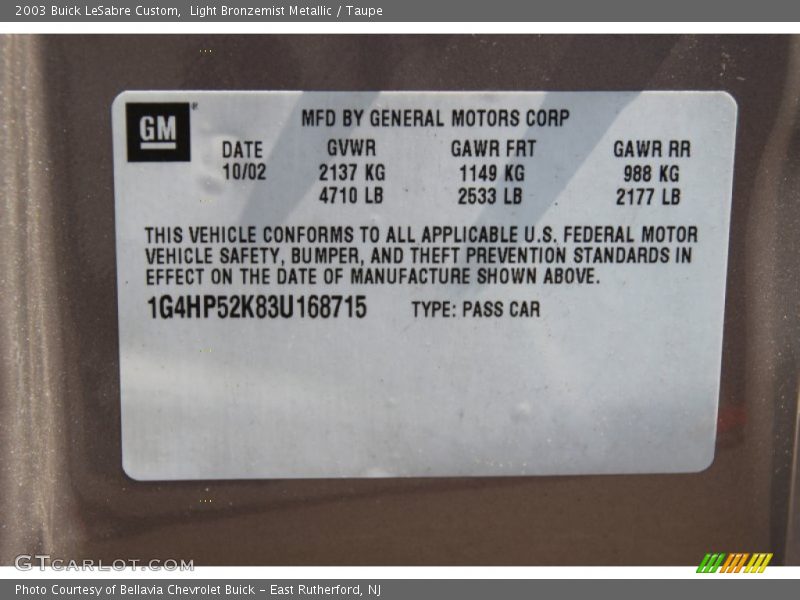 2003 Buick LeSabre Custom,  Light Bronzemist Metallic / Taupe
GM
MFD BY GENERAL MOTORS CORP
DATE GVWR GAWR FRT GAWR RR
10/02 2137 KG 1149 KG 988 KG
4710 LB 2533 LB 2177 LB
THIS VEHICLE CONFORMS TO ALL APPLICABLE U.S. FEDERAL MOTOR
VEHICLE SAFETY, BUMPER, AND THEFT PREVENTION STANDARDS IN
EFFECT ON THE DATE OF MANUFACTURE SHOWN ABOVE.
1G4HP52K83U168715 TYPE: PASS CAR
GTCARLOT.COM
Photo Courtesy of Bellavia Chevrolet Buick – East Rutherford, NJ